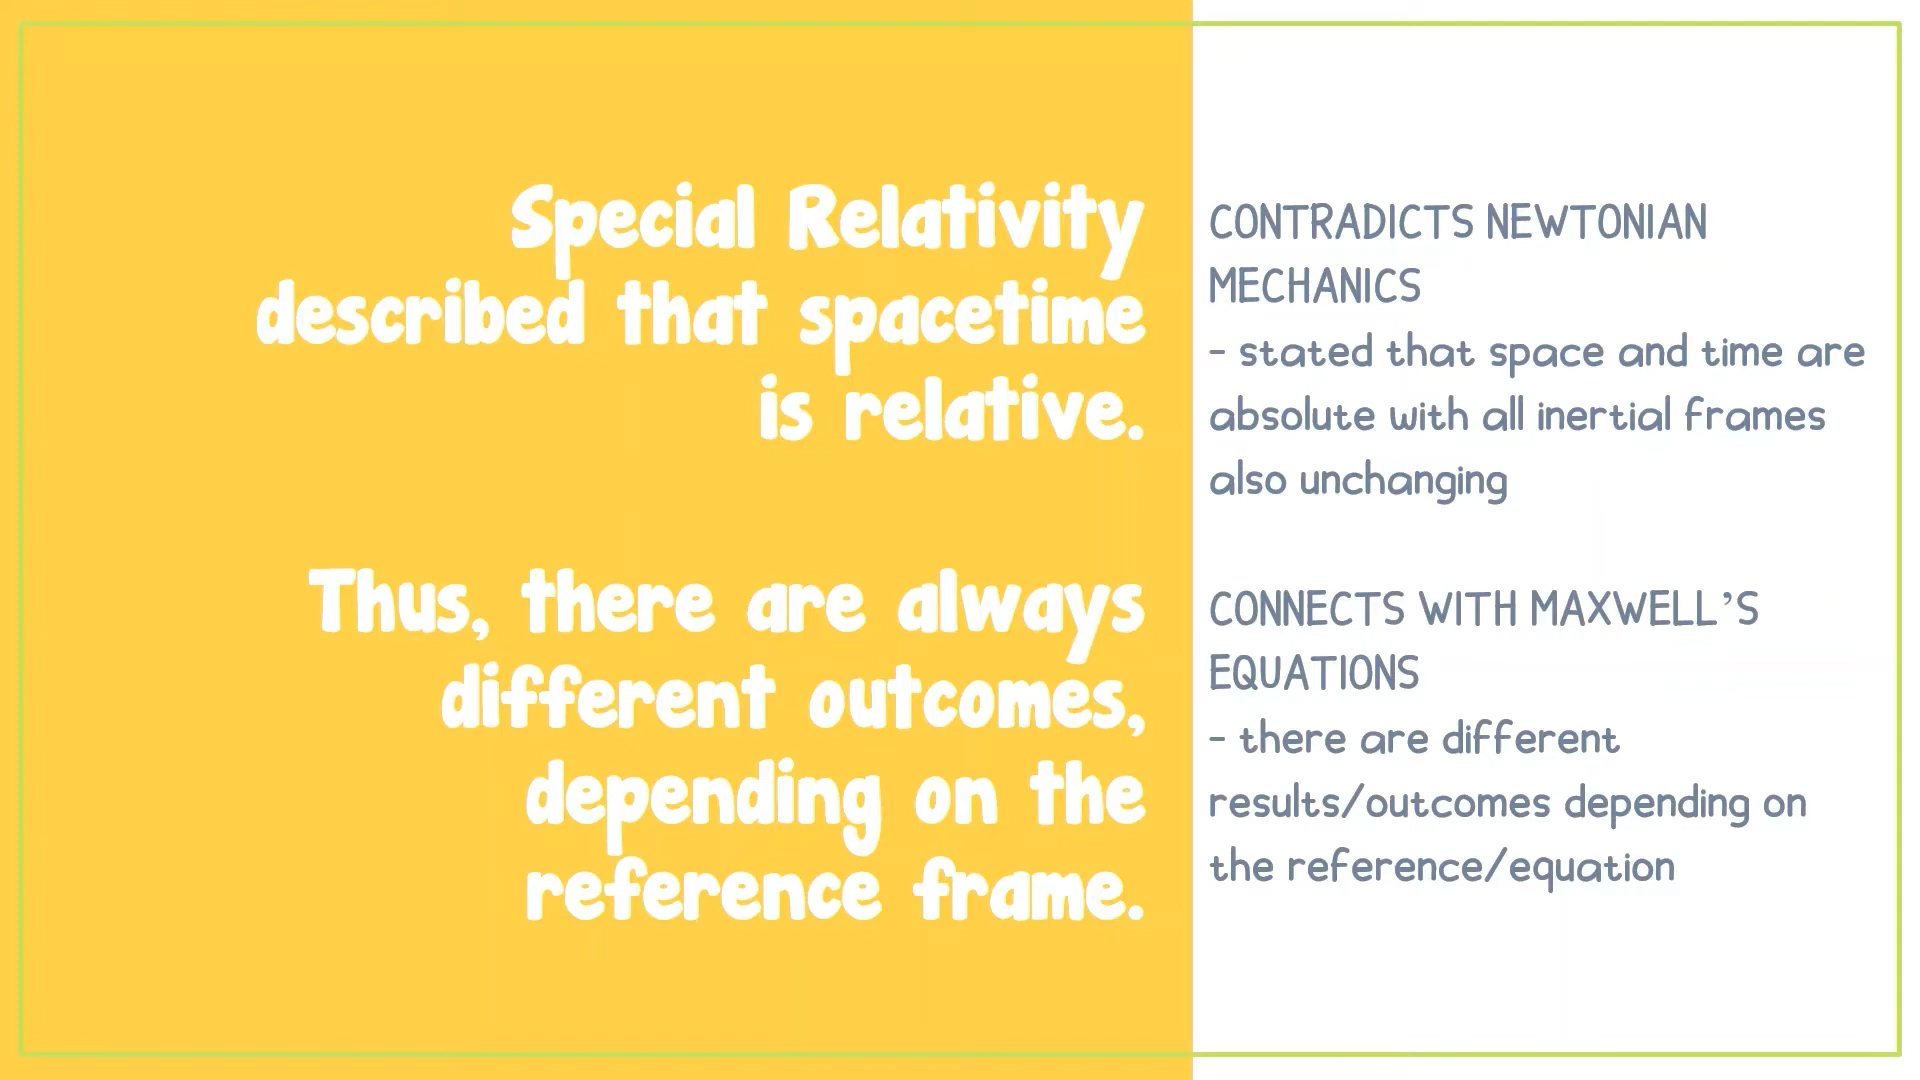 Special Relativity
described that spacetime
is relative.
Thus, there are always
different outcomes,
depending on the
reference frame.
CONTRADICTS NEWTONIAN
MECHANICS
- stated that space and time are
absolute with all inertial frames
also unchanging
CONNECTS WITH MAXWELL’S
EQUATIONS
- there are different
results/outcomes depending on
the reference/equation